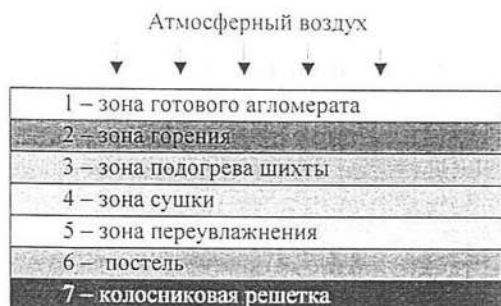 Атмосферный воздух
1 – зона готового агломерата
2 – зона горения
3 – зона подогрева шихты
4 – зона сушки
5 – зона переувлажнения
6 – постель
7 – колосниковая решетка